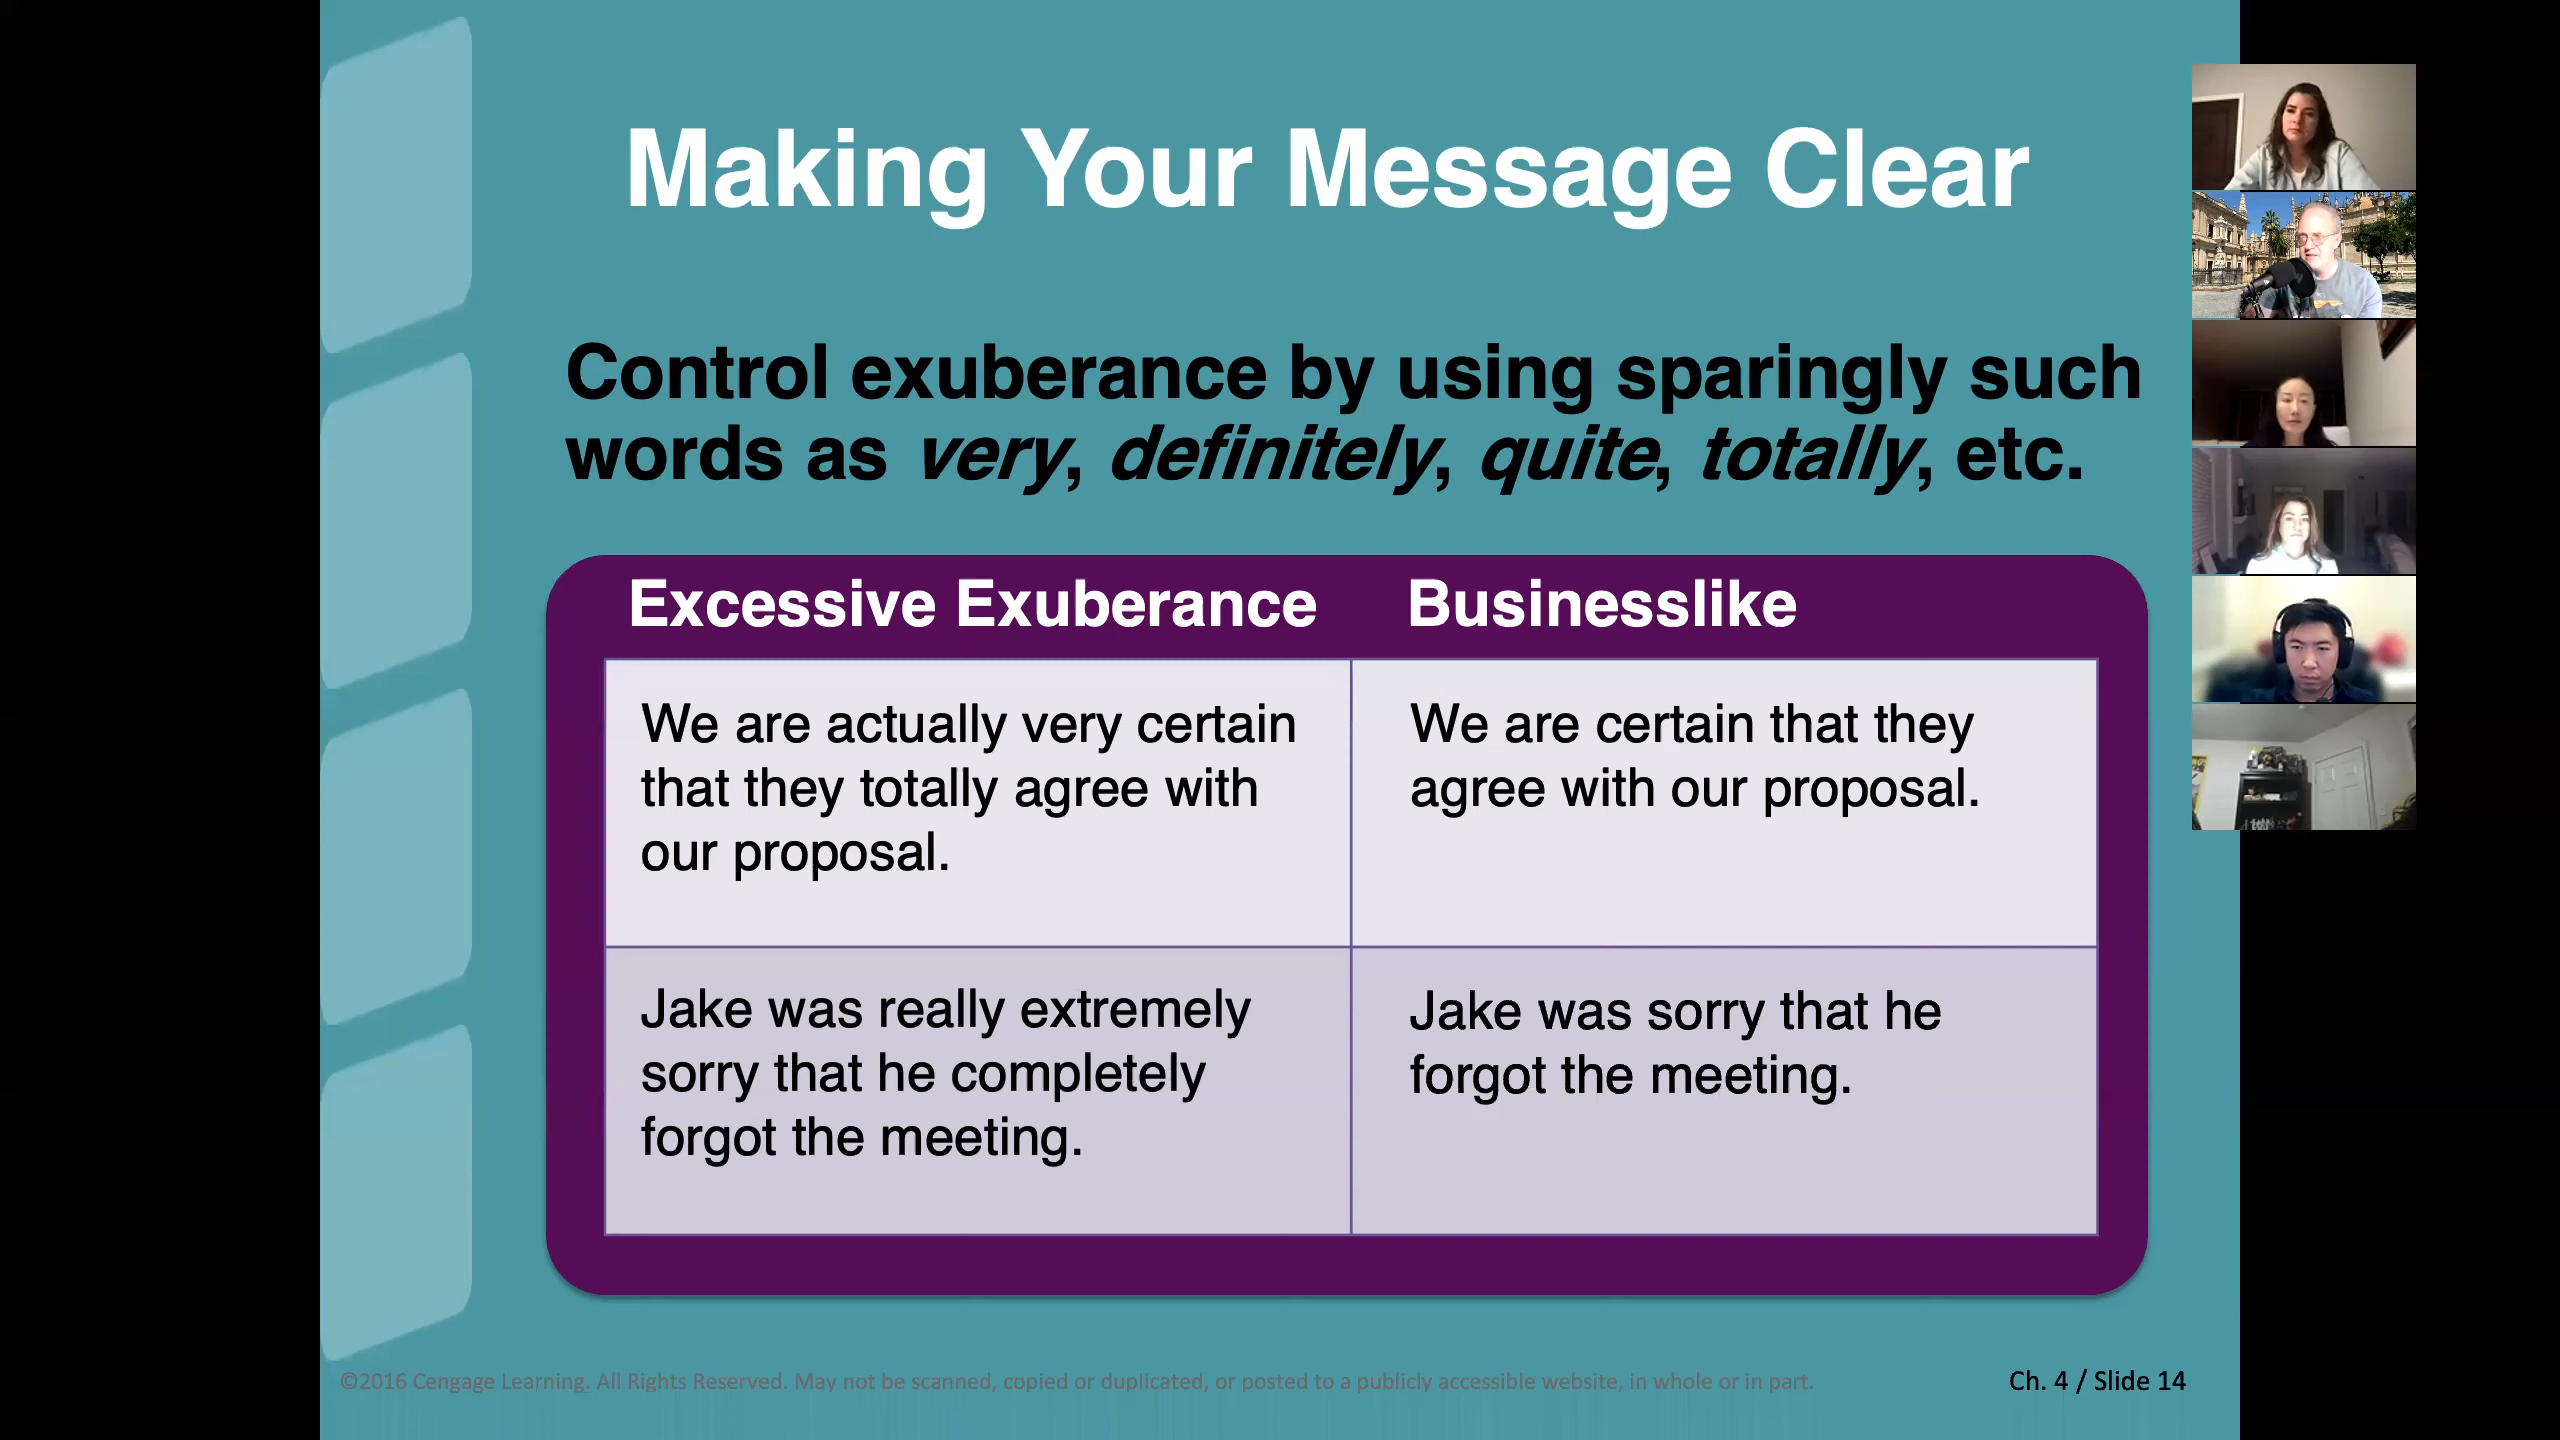 Making Your Message Clear
Control exuberance by using sparingly such
words as very, definitely, quite, totally, etc.
Excessive Exuberance
Businesslike
We are actually very certain
that they totally agree with
our proposal.
We are certain that they
agree with our proposal.
Jake was really extremely
sorry that he completely
forgot the meeting.
Jake was sorry that he
forgot the meeting.
©2016 Cengage Learning. All Rights Reserved. May not be scanned, copied or duplicated, or posted to a publicly accessible website, in whole or in part.
Ch. 4 / Slide 14